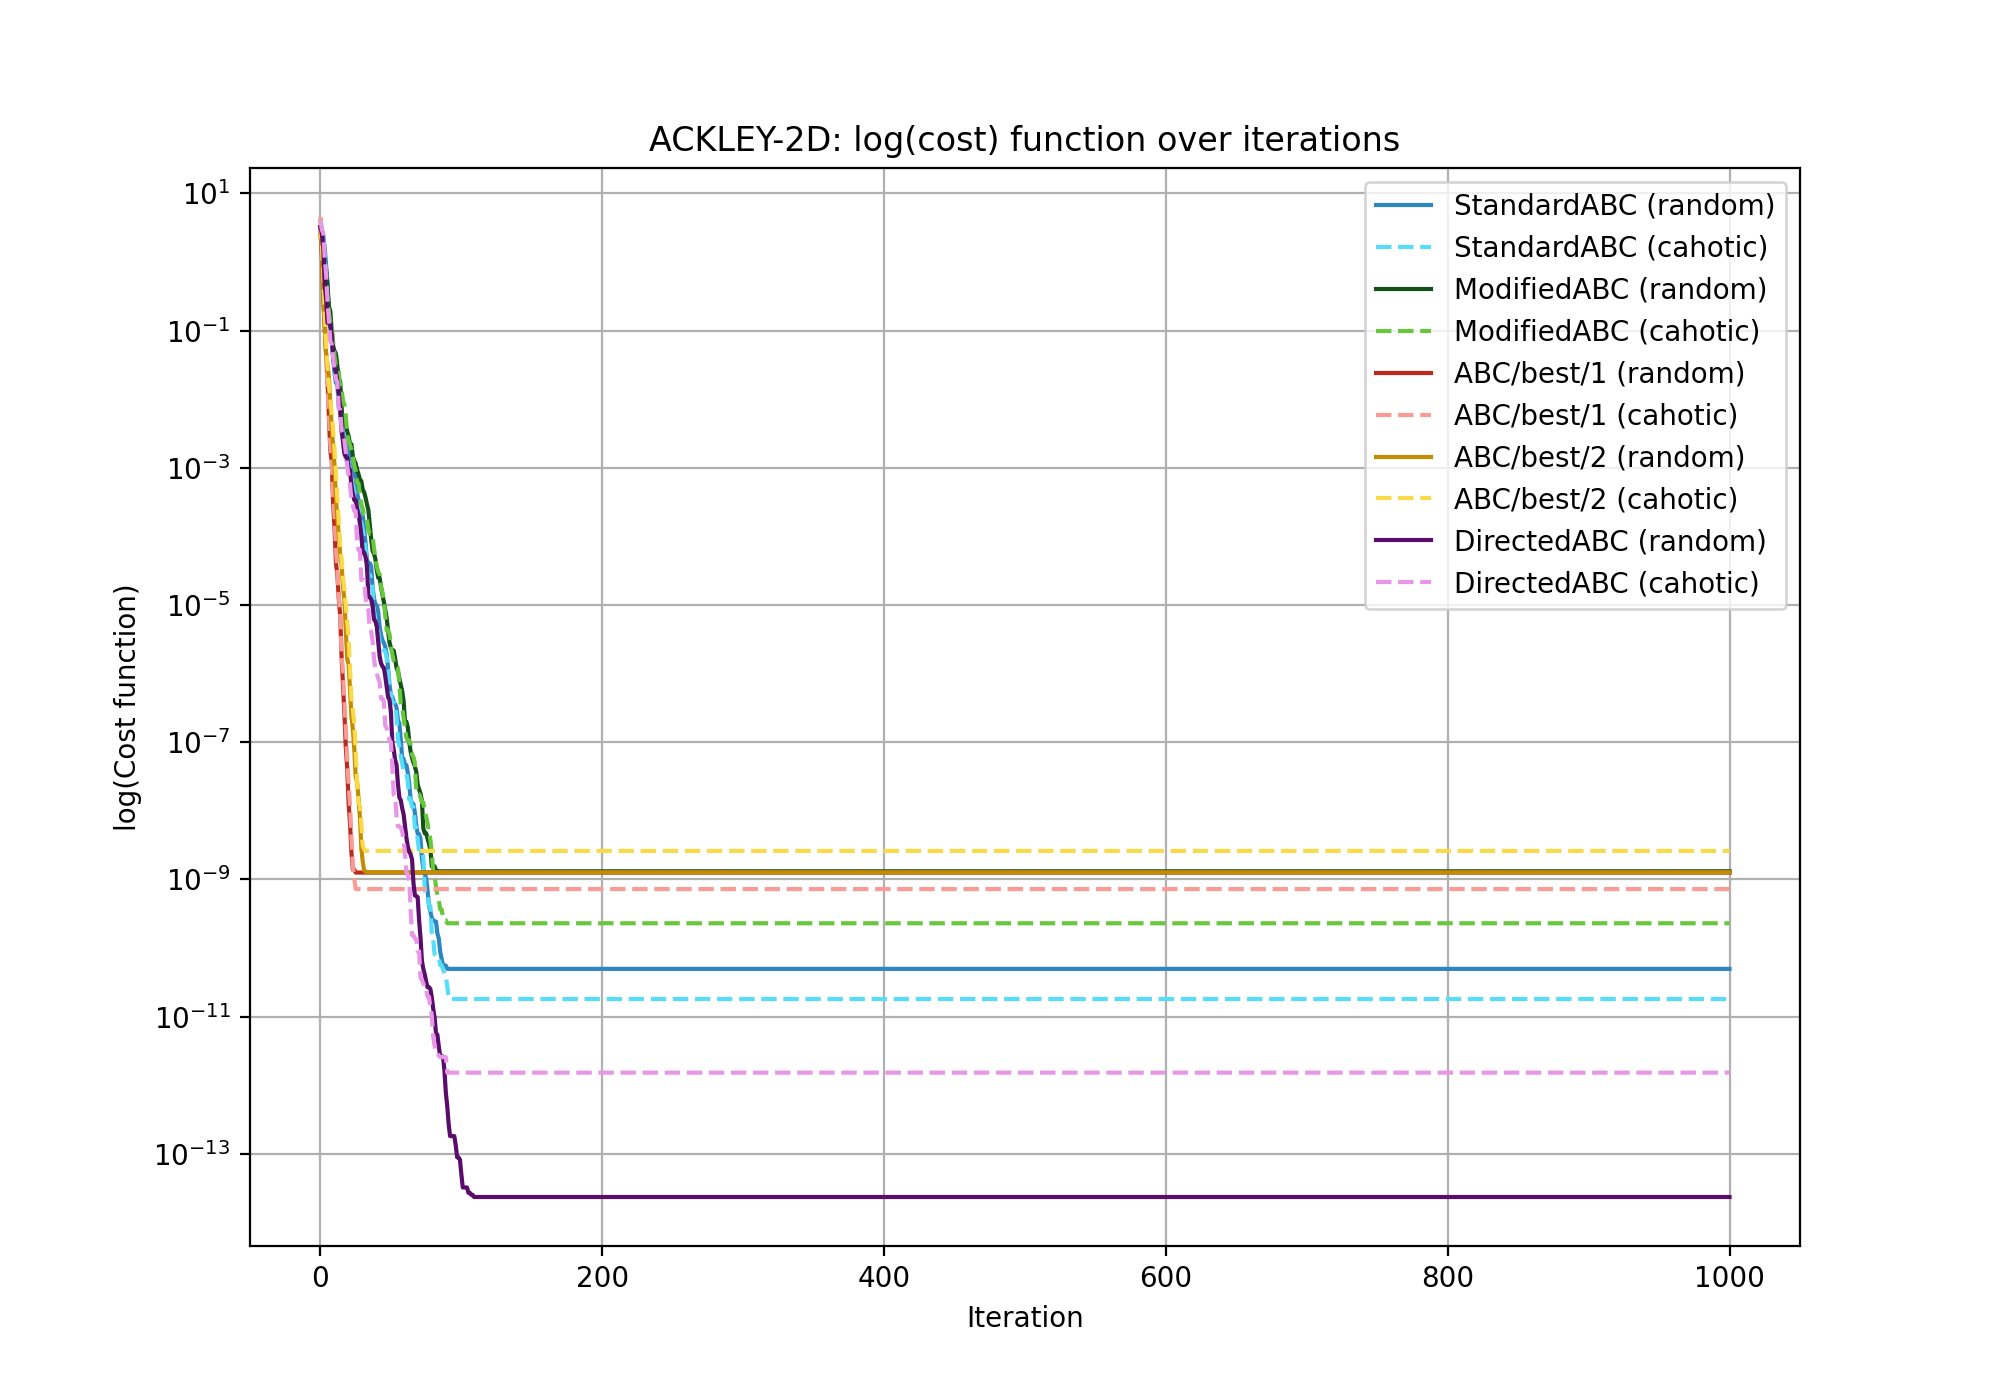 ACKLEY-2D: log(cost) function over iterations
10¹
10⁻¹
10⁻³
10⁻⁵
10⁻⁷
10⁻⁹
10⁻¹¹
10⁻¹³
log(Cost function)
StandardABC (random)
StandardABC (cahotic)
ModifiedABC (random)
ModifiedABC (cahotic)
ABC/best/1 (random)
ABC/best/1 (cahotic)
ABC/best/2 (random)
ABC/best/2 (cahotic)
DirectedABC (random)
DirectedABC (cahotic)
0 200 400 600 800 1000
Iteration